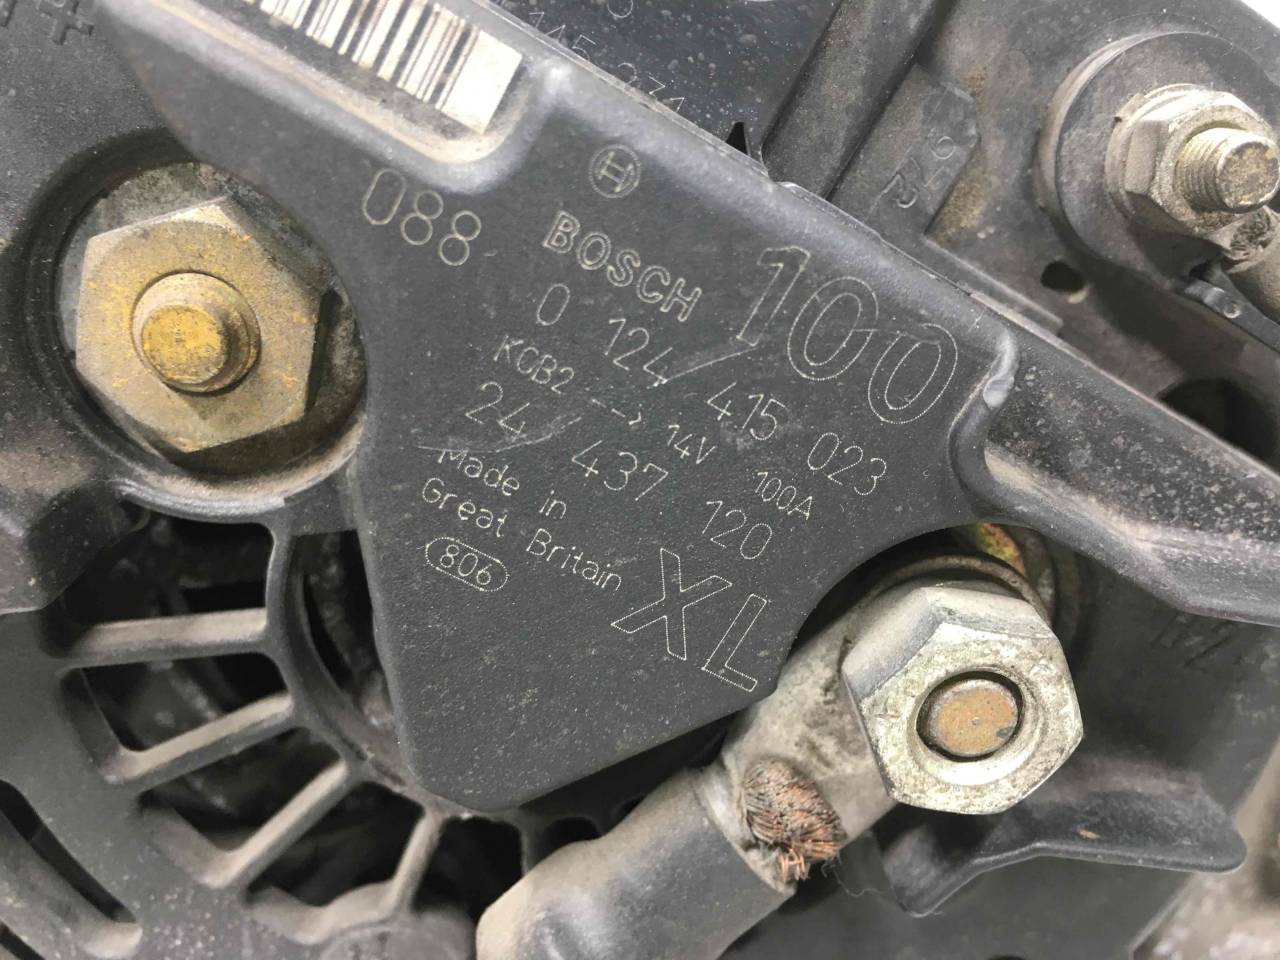 088
BOSCH
100
0 124 415 023
KCB2 --> 14V 100A
24 437 120
Made in
Great Britain
806
XL